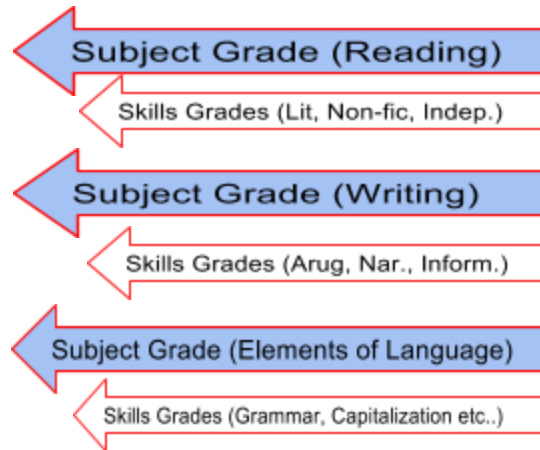 Subject Grade (Reading)
Skills Grades (Lit, Non-fic, Indep.)
Subject Grade (Writing)
Skills Grades (Arug, Nar., Inform.)
Subject Grade (Elements of Language)
Skills Grades (Grammar, Capitalization etc..)